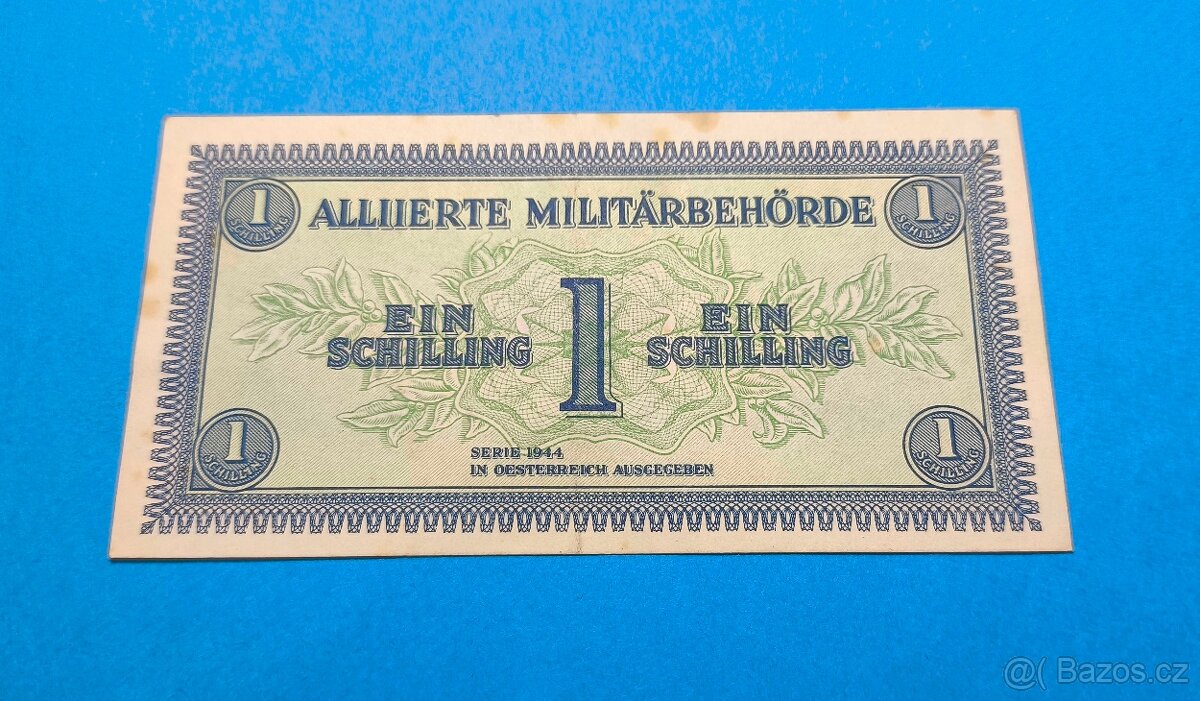 ALLIIERTE MILITÄRBEHÖRDE
1
SCHILLING
1
SCHILLING
EIN
SCHILLING
1
EIN
SCHILLING
SERIE 1944
IN OESTERREICH AUSGEGEBEN
1
SCHILLING
1
SCHILLING
@( Bazos.cz